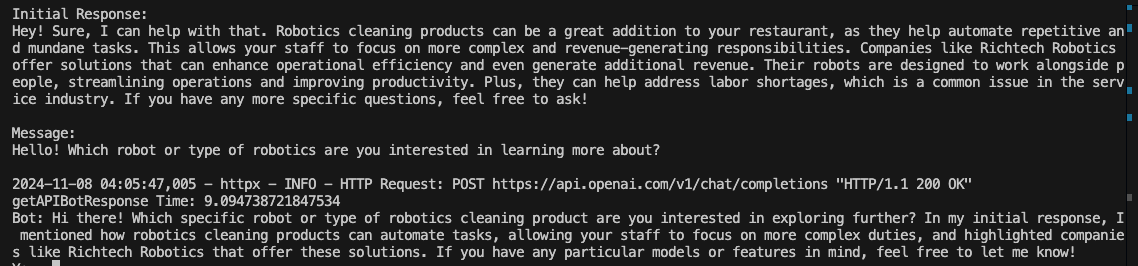 Initial Response:
Hey! Sure, I can help with that. Robotics cleaning products can be a great addition to your restaurant, as they help automate repetitive an
d mundane tasks. This allows your staff to focus on more complex and revenue-generating responsibilities. Companies like Richtech Robotics
offer solutions that can enhance operational efficiency and even generate additional revenue. Their robots are designed to work alongside p
eople, streamlining operations and improving productivity. Plus, they can help address labor shortages, which is a common issue in the serv
ice industry. If you have any more specific questions, feel free to ask!
Message:
Hello! Which robot or type of robotics are you interested in learning more about?
2024-11-08 04:05:47,005 - httpx - INFO - HTTP Request: POST https://api.openai.com/v1/chat/completions "HTTP/1.1 200 OK"
getAPIBotResponse Time: 9.094738721847534
Bot: Hi there! Which specific robot or type of robotics cleaning product are you interested in exploring further? In my initial response, I
 mentioned how robotics cleaning products can automate tasks, allowing your staff to focus on more complex duties, and highlighted companie
s like Richtech Robotics that offer these solutions. If you have any particular models or features in mind, feel free to let me know!